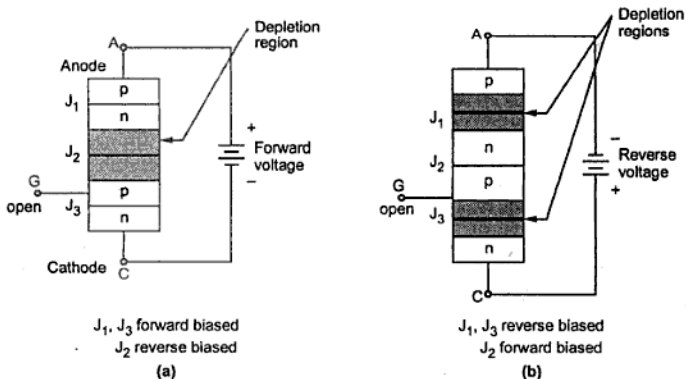 A
Depletion
region
Anode
p
J1
n
+
Forward
voltage
−
J2
G
open
p
J3
n
Cathode
C
J1, J3 forward biased
J2 reverse biased
(a)
A
Depletion
regions
p
J1
n
−
Reverse
voltage
+
J2
G
open
p
J3
n
C
J1, J3 reverse biased
J2 forward biased
(b)